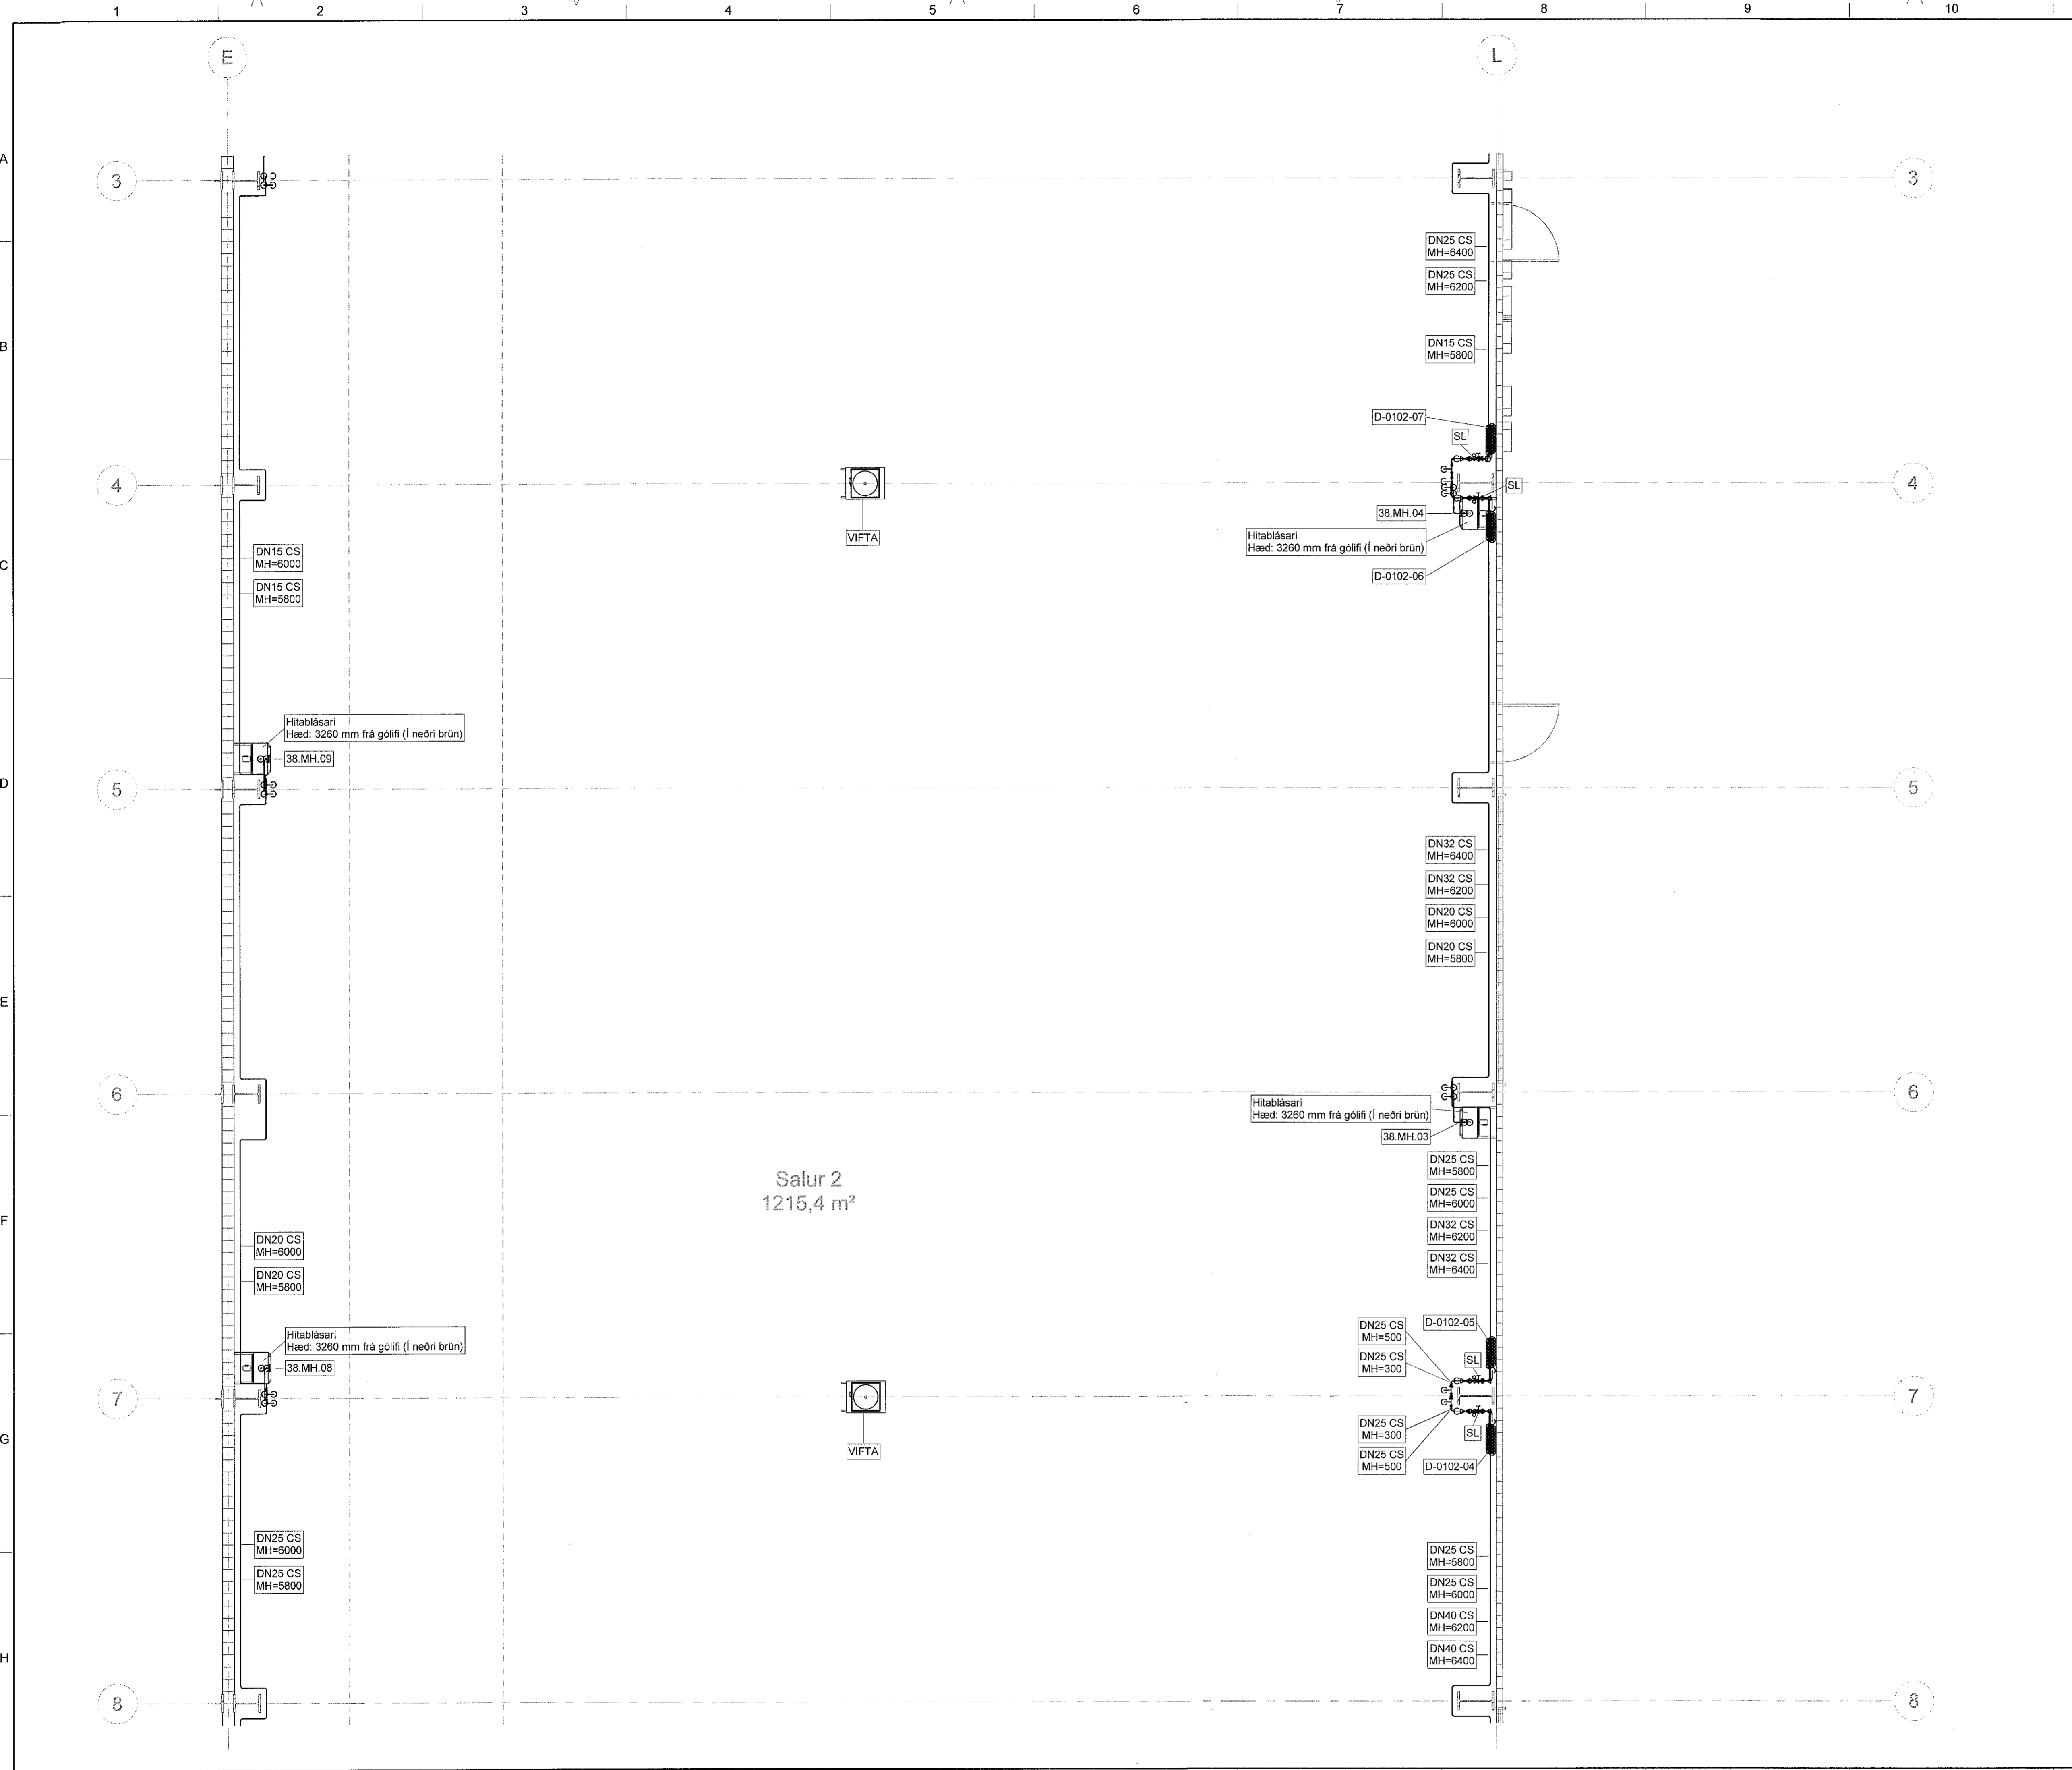 1 2 3 4 5 6 7 8 9 10
E L
A
3 3
DN25 CS
MH=6400
DN25 CS
MH=6200
B
DN15 CS
MH=5800
D-0102-07
SL
4 4
SL
38.MH.04
VIFTA
Hitablásari
Hæd: 3260 mm frá gólifi (Í neðri brún)
DN15 CS
MH=6000
C
D-0102-06
DN15 CS
MH=5800
Hitablásari
Hæd: 3260 mm frá gólifi (Í neðri brún)
38.MH.09
D
5 5
DN32 CS
MH=6400
DN32 CS
MH=6200
DN20 CS
MH=6000
DN20 CS
MH=5800
E
6 6
Hitablásari
Hæd: 3260 mm frá gólifi (Í neðri brún)
38.MH.03
DN25 CS
MH=5800
Salur 2
1215,4 m²
DN25 CS
MH=6000
F
DN32 CS
MH=6200
DN20 CS
MH=6000
DN32 CS
MH=6400
DN20 CS
MH=5800
D-0102-05
DN25 CS
MH=500
Hitablásari
Hæd: 3260 mm frá gólifi (Í neðri brún)
DN25 CS
MH=300
SL
38.MH.08
7 7
DN25 CS
MH=300
SL
G
VIFTA
DN25 CS
MH=500
D-0102-04
DN25 CS
MH=6000
DN25 CS
MH=5800
DN25 CS
MH=5800
DN25 CS
MH=6000
DN40 CS
MH=6200
H
DN40 CS
MH=6400
8 8